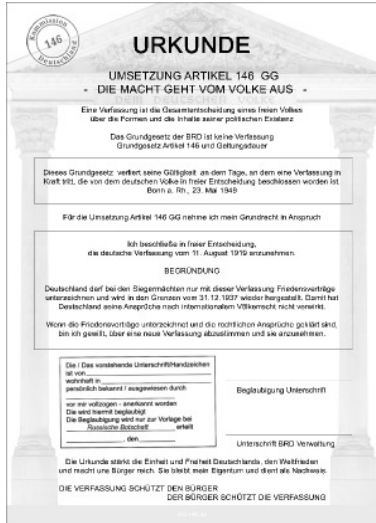 Kommission
146
Deutschland
URKUNDE
UMSETZUNG ARTIKEL 146 GG
- DIE MACHT GEHT VOM VOLKE AUS -
DEM DEUTSCHEN VOLKE
Eine Verfassung ist die Gesamtentscheidung eines freien Volkes
über die Formen und die Inhalte seiner politischen Existenz
Das Grundgesetz der BRD ist keine Verfassung
Grundgesetz Artikel 146 und Geltungsdauer
Dieses Grundgesetz verliert seine Gültigkeit an dem Tage, an dem eine Verfassung in
Kraft tritt, die von dem deutschen Volke in freier Entscheidung beschlossen worden ist.
Bonn a. Rh., 23. Mai 1949
Für die Umsetzung Artikel 146 GG nehme ich mein Grundrecht in Anspruch
Ich beschließe in freier Entscheidung,
die deutsche Verfassung vom 11. August 1919 anzunehmen.
BEGRÜNDUNG
Deutschland darf bei den Siegermächten nur mit dieser Verfassung Friedensverträge
unterzeichnen und wird in den Grenzen vom 31.12.1937 wieder hergestellt. Damit hat
Deutschland seine Ansprüche nach internationalem Völkerrecht nicht verwirkt.
Wenn die Friedensverträge unterzeichnet und die rechtlichen Ansprüche geklärt sind,
bin ich gewillt, über eine neue Verfassung abzustimmen und sie anzunehmen.
Die / Das vorstehende Unterschrift/Handzeichen
ist von
wohnhaft in
persönlich bekannt / ausgewiesen durch
vor mir vollzogen - anerkannt worden
Die wird hiermit beglaubigt
Die Beglaubigung wird nur zur Vorlage bei
Russische Botschaft erteilt
, den
Beglaubigung Unterschrift
Unterschrift BRD Verwaltung
Die Urkunde stärkt die Einheit und Freiheit Deutschlands, den Weltfrieden
und macht uns Bürger reich. Sie bleibt mein Eigentum und dient als Nachweis.
DIE VERFASSUNG SCHÜTZT DEN BÜRGER
DER BÜRGER SCHÜTZT DIE VERFASSUNG